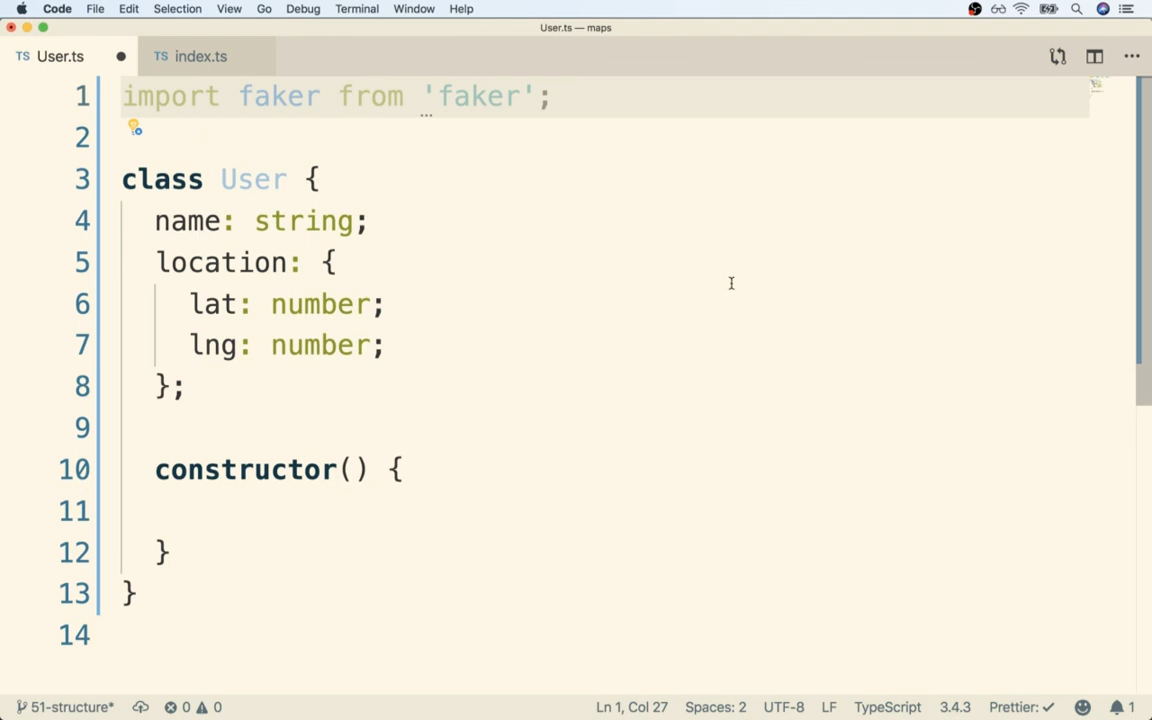 Code File Edit Selection View Go Debug Terminal Window Help
User.ts — maps
TS User.ts TS index.ts
1 import faker from 'faker';
2
3 class User {
4 name: string;
5 location: {
6 lat: number;
7 lng: number;
8 };
9
10 constructor() {
11
12 }
13 }
14
51-structure* 0 0 Ln 1, Col 27 Spaces: 2 UTF-8 LF TypeScript 3.4.3 Prettier: ✓ 1